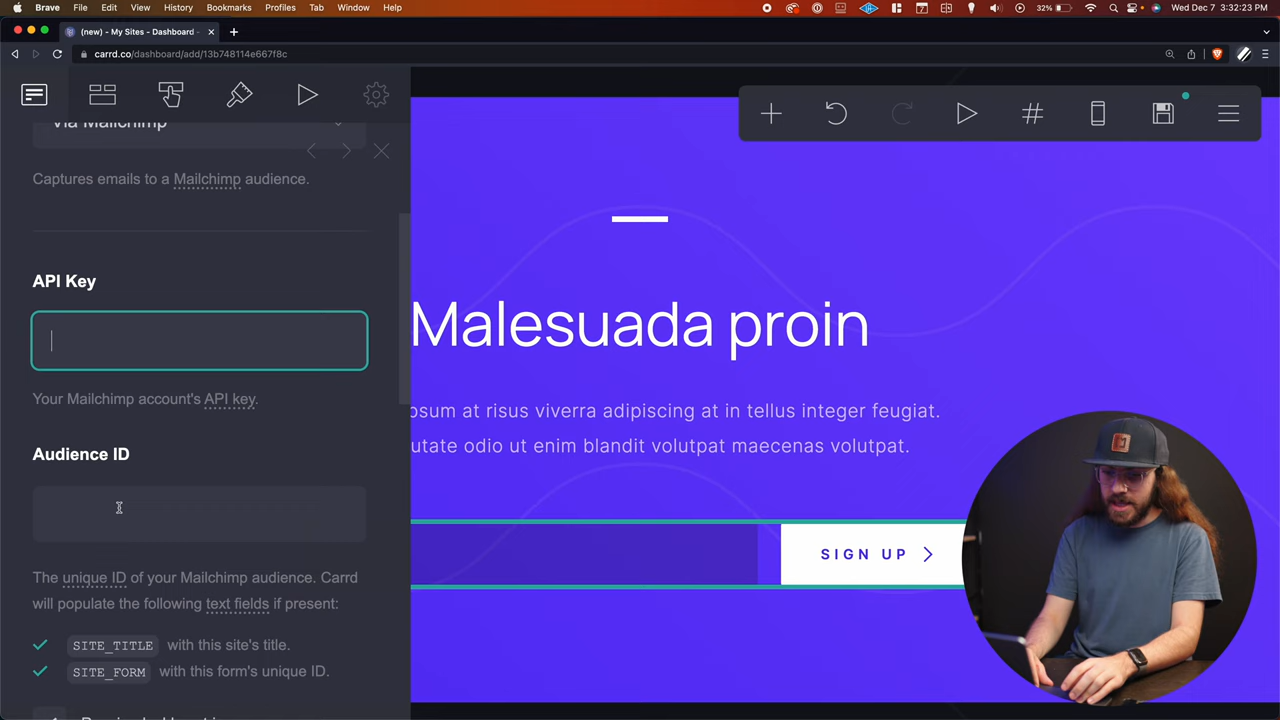 Brave File Edit View History Bookmarks Profiles Tab Window Help 32% Wed Dec 7 3:32:23 PM
(new) - My Sites - Dashboard -
carrd.co/dashboard/add/13b748114e667f8c
Via Mailchimp
Captures emails to a Mailchimp audience.
API Key
Your Mailchimp account's API key.
Audience ID
The unique ID of your Mailchimp audience. Carrd
will populate the following text fields if present:
SITE_TITLE with this site's title.
SITE_FORM with this form's unique ID.
Malesuada proin
psum at risus viverra adipiscing at in tellus integer feugiat.
utate odio ut enim blandit volutpat maecenas volutpat.
SIGN UP